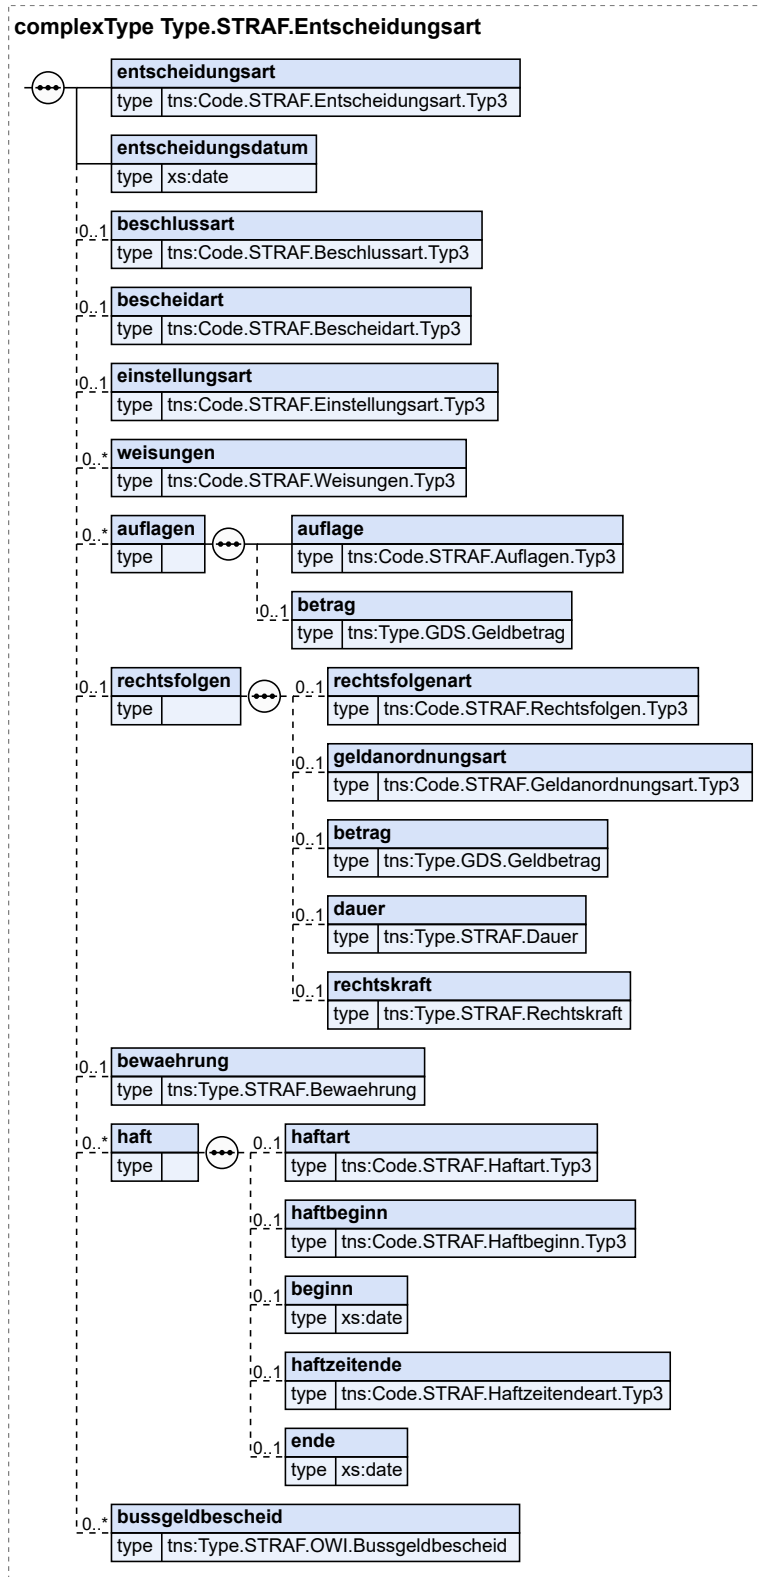 complexType Type.STRAF.Entscheidungsart
entscheidungsart
type tns:Code.STRAF.Entscheidungsart.Typ3
entscheidungsdatum
type xs:date
0..1 beschlussart
type tns:Code.STRAF.Beschlussart.Typ3
0..1 bescheidart
type tns:Code.STRAF.Bescheidart.Typ3
0..1 einstellungsart
type tns:Code.STRAF.Einstellungsart.Typ3
0..* weisungen
type tns:Code.STRAF.Weisungen.Typ3
0..* auflagen
type
auflage
type tns:Code.STRAF.Auflagen.Typ3
0..1 betrag
type tns:Type.GDS.Geldbetrag
0..1 rechtsfolgen
type
0..1 rechtsfolgenart
type tns:Code.STRAF.Rechtsfolgen.Typ3
0..1 geldanordnungsart
type tns:Code.STRAF.Geldanordnungsart.Typ3
0..1 betrag
type tns:Type.GDS.Geldbetrag
0..1 dauer
type tns:Type.STRAF.Dauer
0..1 rechtskraft
type tns:Type.STRAF.Rechtskraft
0..1 bewaehrung
type tns:Type.STRAF.Bewaehrung
0..* haft
type
0..1 haftart
type tns:Code.STRAF.Haftart.Typ3
0..1 haftbeginn
type tns:Code.STRAF.Haftbeginn.Typ3
0..1 beginn
type xs:date
0..1 haftzeitende
type tns:Code.STRAF.Haftzeitendeart.Typ3
0..1 ende
type xs:date
0..* bussgeldbescheid
type tns:Type.STRAF.OWI.Bussgeldbescheid